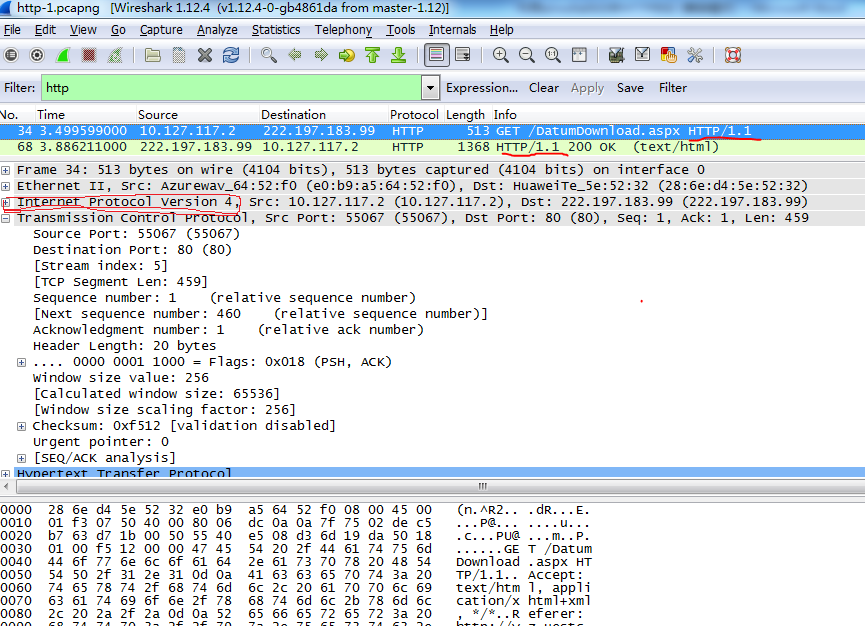 http-1.pcapng [Wireshark 1.12.4 (v1.12.4-0-gb4861da from master-1.12)]
File Edit View Go Capture Analyze Statistics Telephony Tools Internals Help
Filter: http Expression... Clear Apply Save Filter
No. Time Source Destination Protocol Length Info
34 3.499599000 10.127.117.2 222.197.183.99 HTTP 513 GET /DatumDownload.aspx HTTP/1.1
68 3.886211000 222.197.183.99 10.127.117.2 HTTP 1368 HTTP/1.1 200 OK (text/html)
Frame 34: 513 bytes on wire (4104 bits), 513 bytes captured (4104 bits) on interface 0
Ethernet II, Src: Azurewav_64:52:f0 (e0:b9:a5:64:52:f0), Dst: HuaweiTe_5e:52:32 (28:6e:d4:5e:52:32)
Internet Protocol Version 4, Src: 10.127.117.2 (10.127.117.2), Dst: 222.197.183.99 (222.197.183.99)
Transmission Control Protocol, Src Port: 55067 (55067), Dst Port: 80 (80), Seq: 1, Ack: 1, Len: 459
Source Port: 55067 (55067)
Destination Port: 80 (80)
[Stream index: 5]
[TCP Segment Len: 459]
Sequence number: 1 (relative sequence number)
[Next sequence number: 460 (relative sequence number)]
Acknowledgment number: 1 (relative ack number)
Header Length: 20 bytes
.... 0000 0001 1000 = Flags: 0x018 (PSH, ACK)
Window size value: 256
[Calculated window size: 65536]
[Window size scaling factor: 256]
Checksum: 0xf512 [validation disabled]
Urgent pointer: 0
[SEQ/ACK analysis]
Hypertext Transfer Protocol
0000 28 6e d4 5e 52 32 e0 b9 a5 64 52 f0 08 00 45 00 (n.^R2.. .dR...E.
0010 01 f3 07 50 40 00 80 06 dc 0a 0a 7f 75 02 de c5 ...P@... ....u...
0020 b7 63 d7 1b 00 50 55 40 e5 08 d3 6d 19 da 50 18 .c...PU@ ...m..P.
0030 01 00 f5 12 00 00 47 45 54 20 2f 44 61 74 75 6d ......GE T /Datum
0040 44 6f 77 6e 6c 6f 61 64 2e 61 73 70 78 20 48 54 Download .aspx HT
0050 54 50 2f 31 2e 31 0d 0a 41 63 63 65 70 74 3a 20 TP/1.1.. Accept:
0060 74 65 78 74 2f 68 74 6d 6c 2c 20 61 70 70 6c 69 text/htm l, appli
0070 63 61 74 69 6f 6e 2f 78 68 74 6d 6c 2b 78 6d 6c cation/x html+xml
0080 2c 20 2a 2f 2a 0d 0a 52 65 66 65 72 65 72 3a 20 , */*..R eferer: